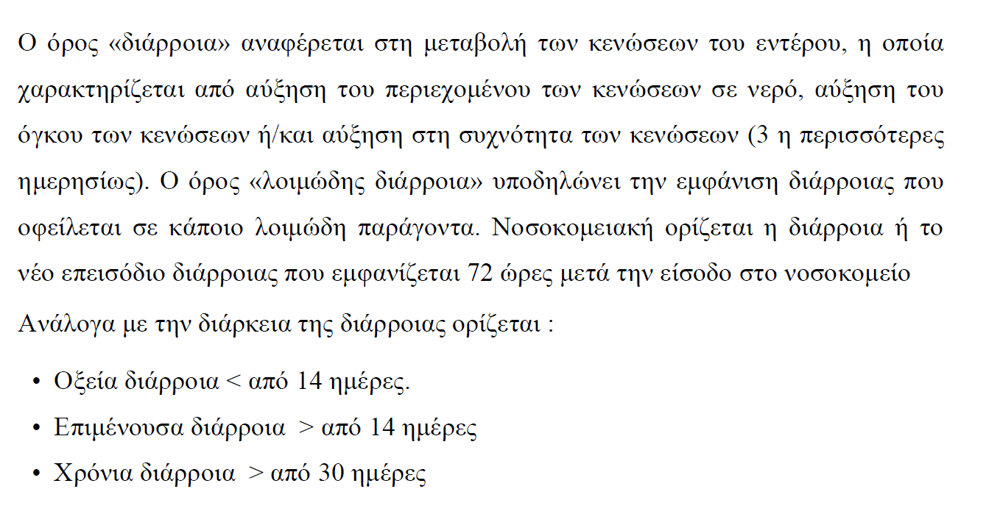 Ο όρος «διάρροια» αναφέρεται στη μεταβολή των κενώσεων του εντέρου, η οποία
χαρακτηρίζεται από αύξηση του περιεχομένου των κενώσεων σε νερό, αύξηση του
όγκου των κενώσεων ή/και αύξηση στη συχνότητα των κενώσεων (3 η περισσότερες
ημερησίως). Ο όρος «λοιμώδης διάρροια» υποδηλώνει την εμφάνιση διάρροιας που
οφείλεται σε κάποιο λοιμώδη παράγοντα. Νοσοκομειακή ορίζεται η διάρροια ή το
νέο επεισόδιο διάρροιας που εμφανίζεται 72 ώρες μετά την είσοδο στο νοσοκομείο
Ανάλογα με την διάρκεια της διάρροιας ορίζεται :
• Οξεία διάρροια < από 14 ημέρες.
• Επιμένουσα διάρροια > από 14 ημέρες
• Χρόνια διάρροια > από 30 ημέρες